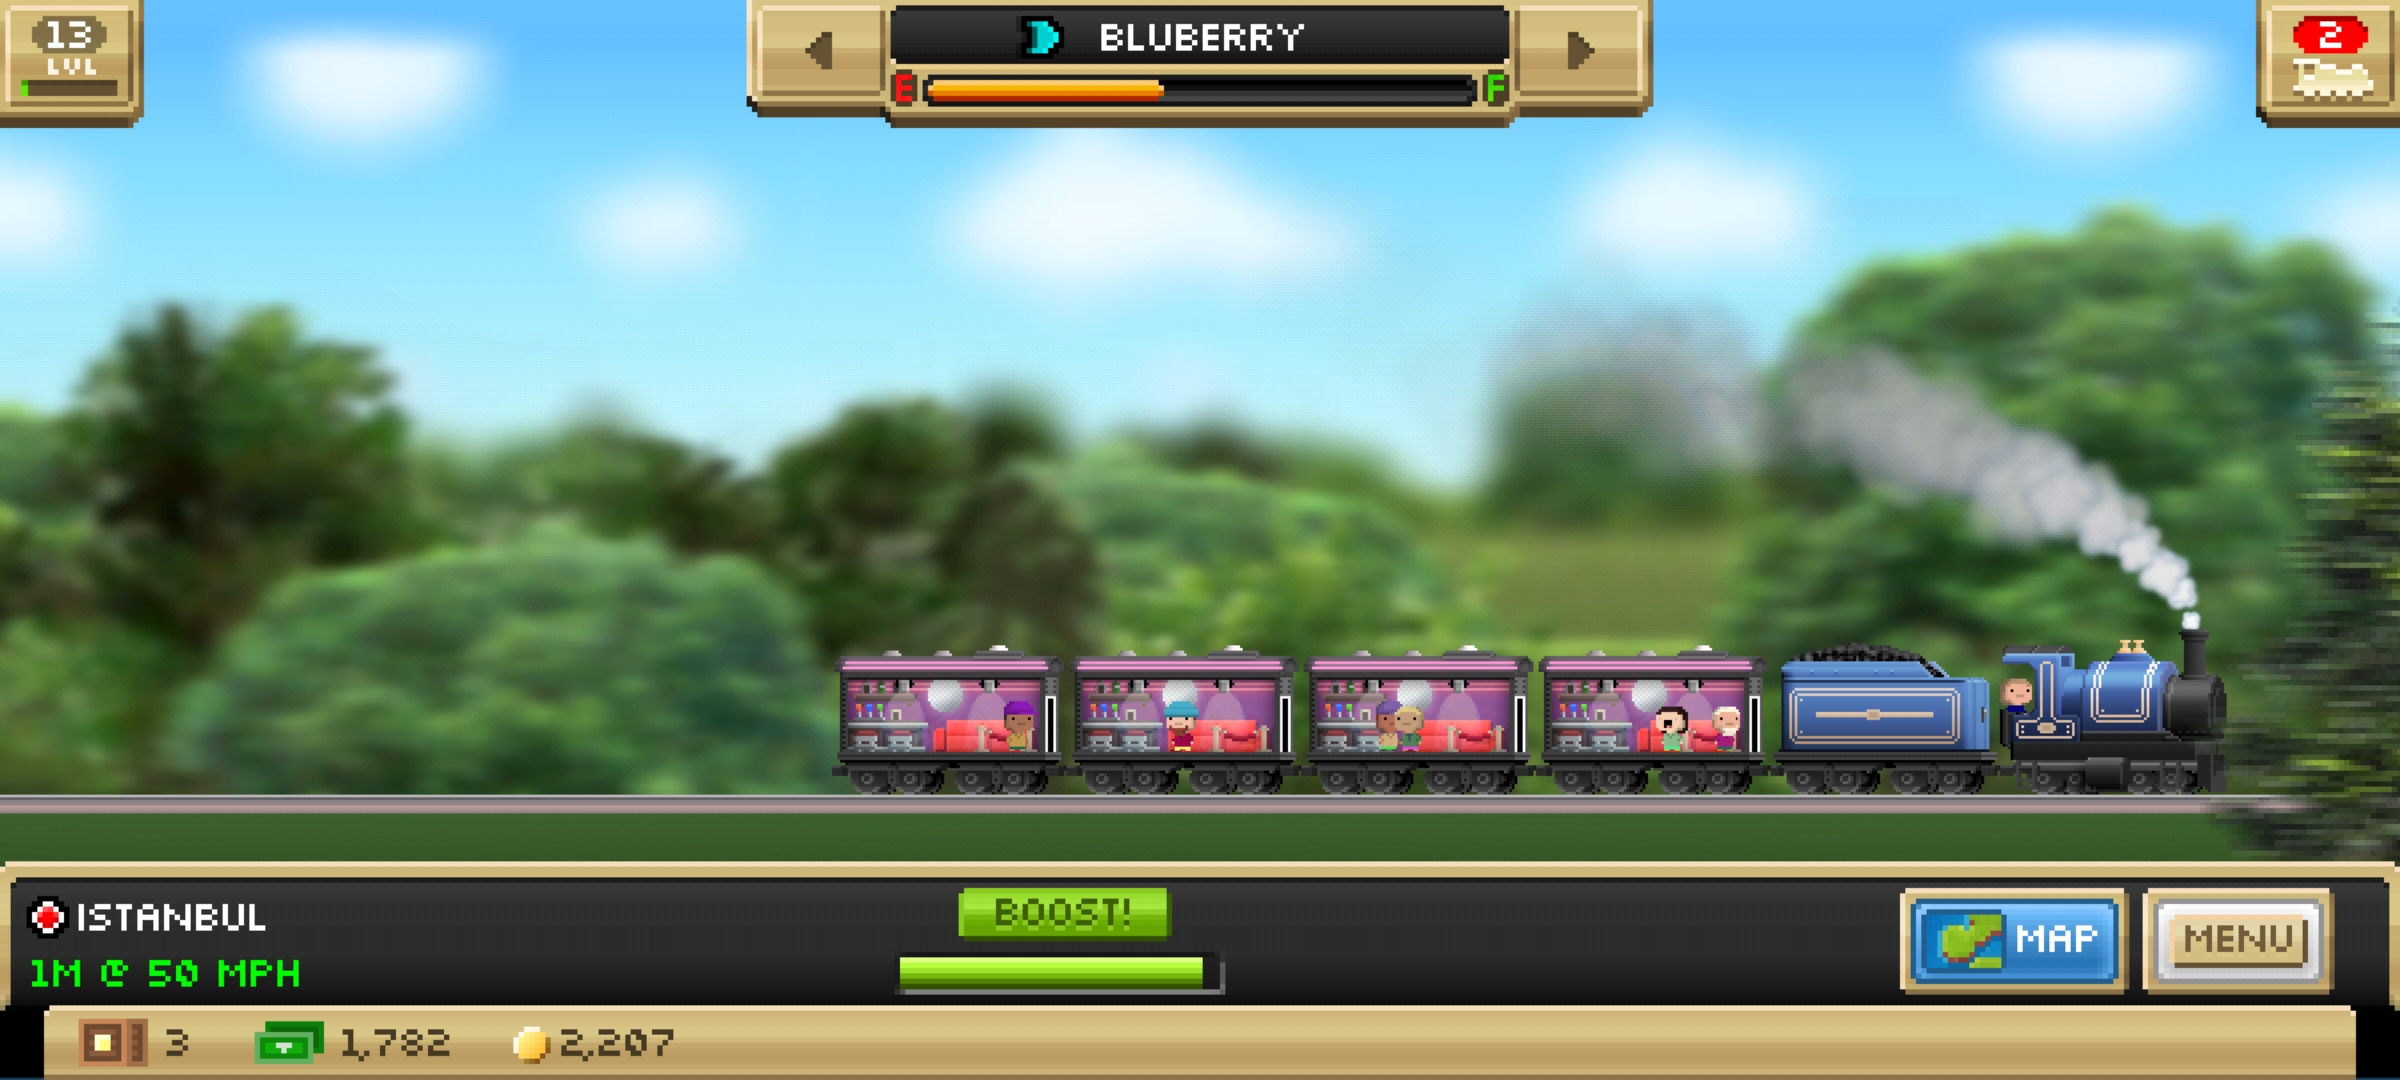 13
LVL
BLUBERRY
E F
2
ISTANBUL
1M @ 50 MPH
BOOST!
MAP
MENU
3 1,782 2,207